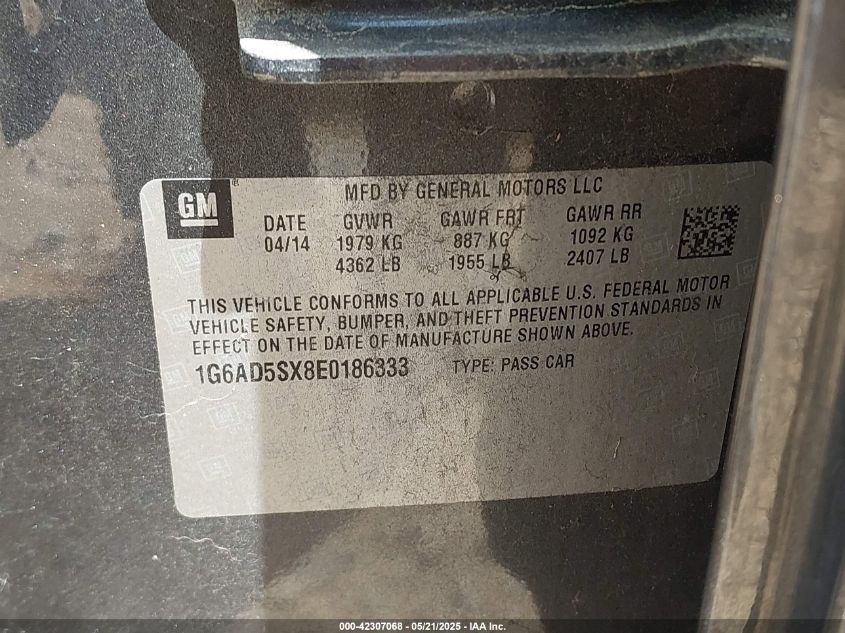 GM
MFD BY GENERAL MOTORS LLC
DATE GVWR GAWR FRT GAWR RR
04/14 1979 KG 887 KG 1092 KG
4362 LB 1955 LB 2407 LB
THIS VEHICLE CONFORMS TO ALL APPLICABLE U.S. FEDERAL MOTOR
VEHICLE SAFETY, BUMPER, AND THEFT PREVENTION STANDARDS IN
EFFECT ON THE DATE OF MANUFACTURE SHOWN ABOVE.
1G6AD5SX8E0186333 TYPE: PASS CAR
000-42307068 - 05/21/2025 - IAA Inc.